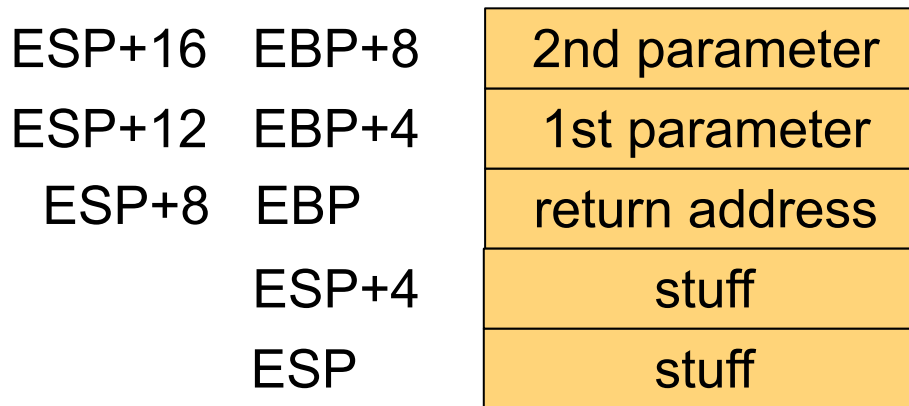 ESP+16 EBP+8 2nd parameter
ESP+12 EBP+4 1st parameter
ESP+8 EBP return address
ESP+4 stuff
ESP stuff